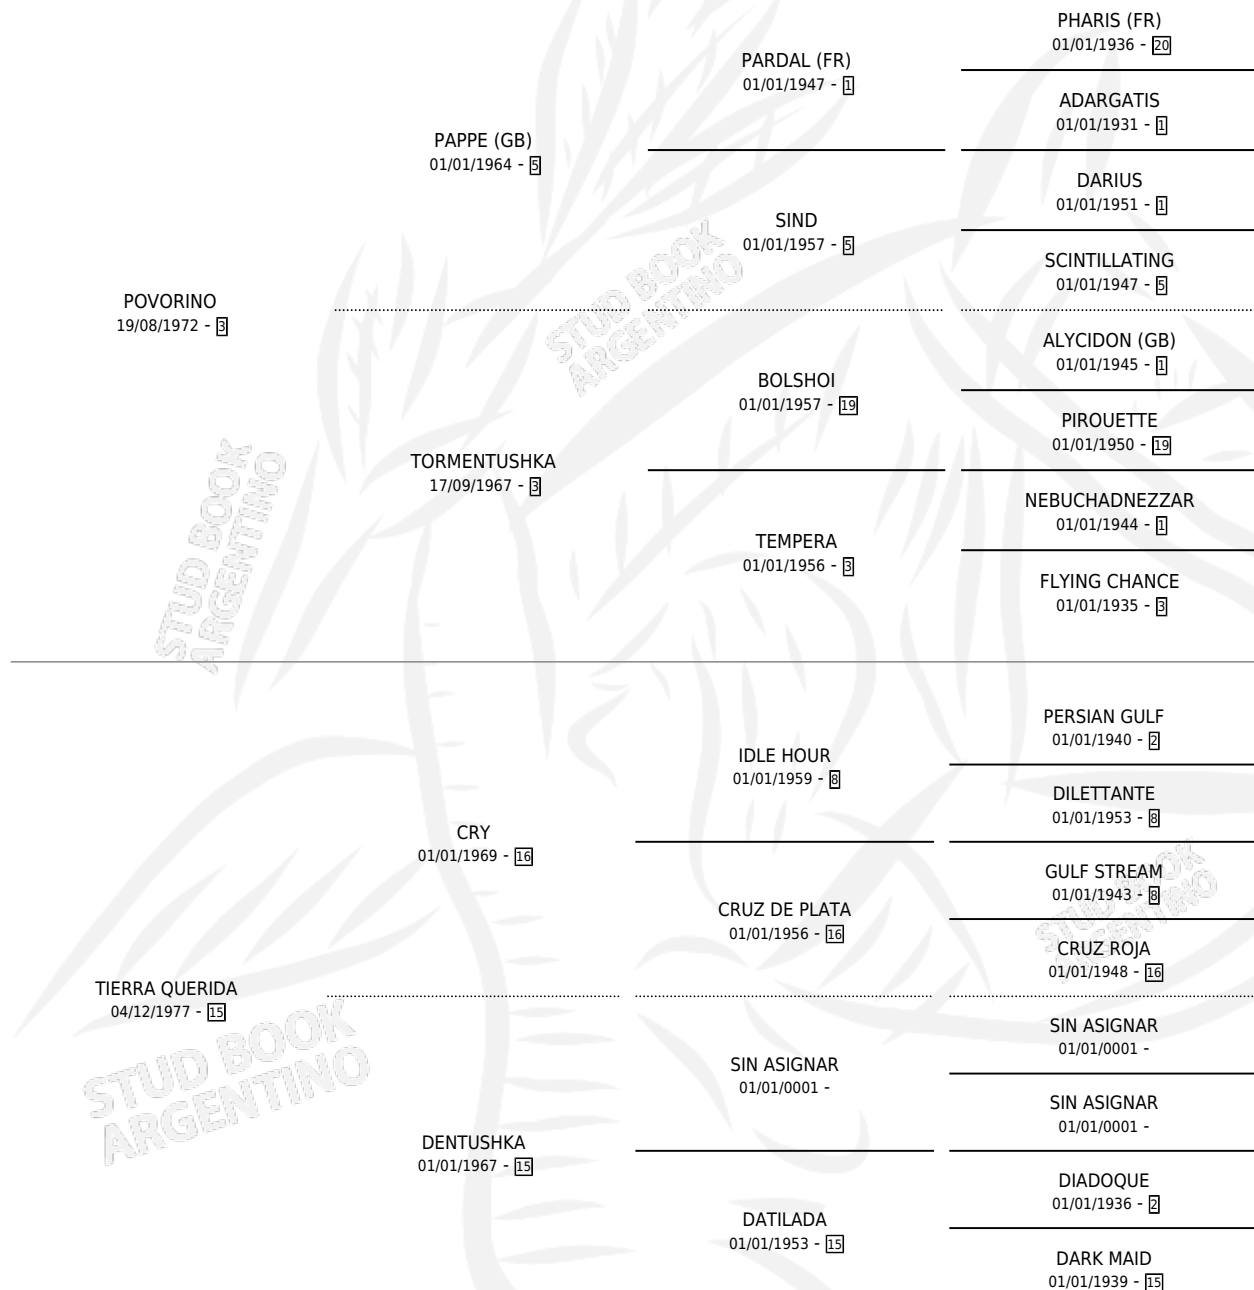 PHARIS (FR)
01/01/1936 - 20
PARDAL (FR)
01/01/1947 - 1
ADARGATIS
01/01/1931 - 1
PAPPE (GB)
01/01/1964 - 5
DARIUS
01/01/1951 - 1
SIND
01/01/1957 - 5
SCINTILLATING
01/01/1947 - 5
POVORINO
19/08/1972 - 3
ALYCIDON (GB)
01/01/1945 - 1
BOLSHOI
01/01/1957 - 19
PIROUETTE
01/01/1950 - 19
TORMENTUSHKA
17/09/1967 - 3
NEBUCHADNEZZAR
01/01/1944 - 1
TEMPERA
01/01/1956 - 3
FLYING CHANCE
01/01/1935 - 3
PERSIAN GULF
01/01/1940 - 2
IDLE HOUR
01/01/1959 - 8
DILETTANTE
01/01/1953 - 8
CRY
01/01/1969 - 16
GULF STREAM
01/01/1943 - 8
CRUZ DE PLATA
01/01/1956 - 16
CRUZ ROJA
01/01/1948 - 16
TIERRA QUERIDA
04/12/1977 - 15
SIN ASIGNAR
01/01/0001 -
SIN ASIGNAR
01/01/0001 -
SIN ASIGNAR
01/01/0001 -
DENTUSHKA
01/01/1967 - 15
DIADOQUE
01/01/1936 - 2
DATILADA
01/01/1953 - 15
DARK MAID
01/01/1939 - 15
STUD BOOK
ARGENTINO
STUD BOOK
ARGENTINO
STUD BOOK
ARGENTINO
STUD BOOK
ARGENTINO